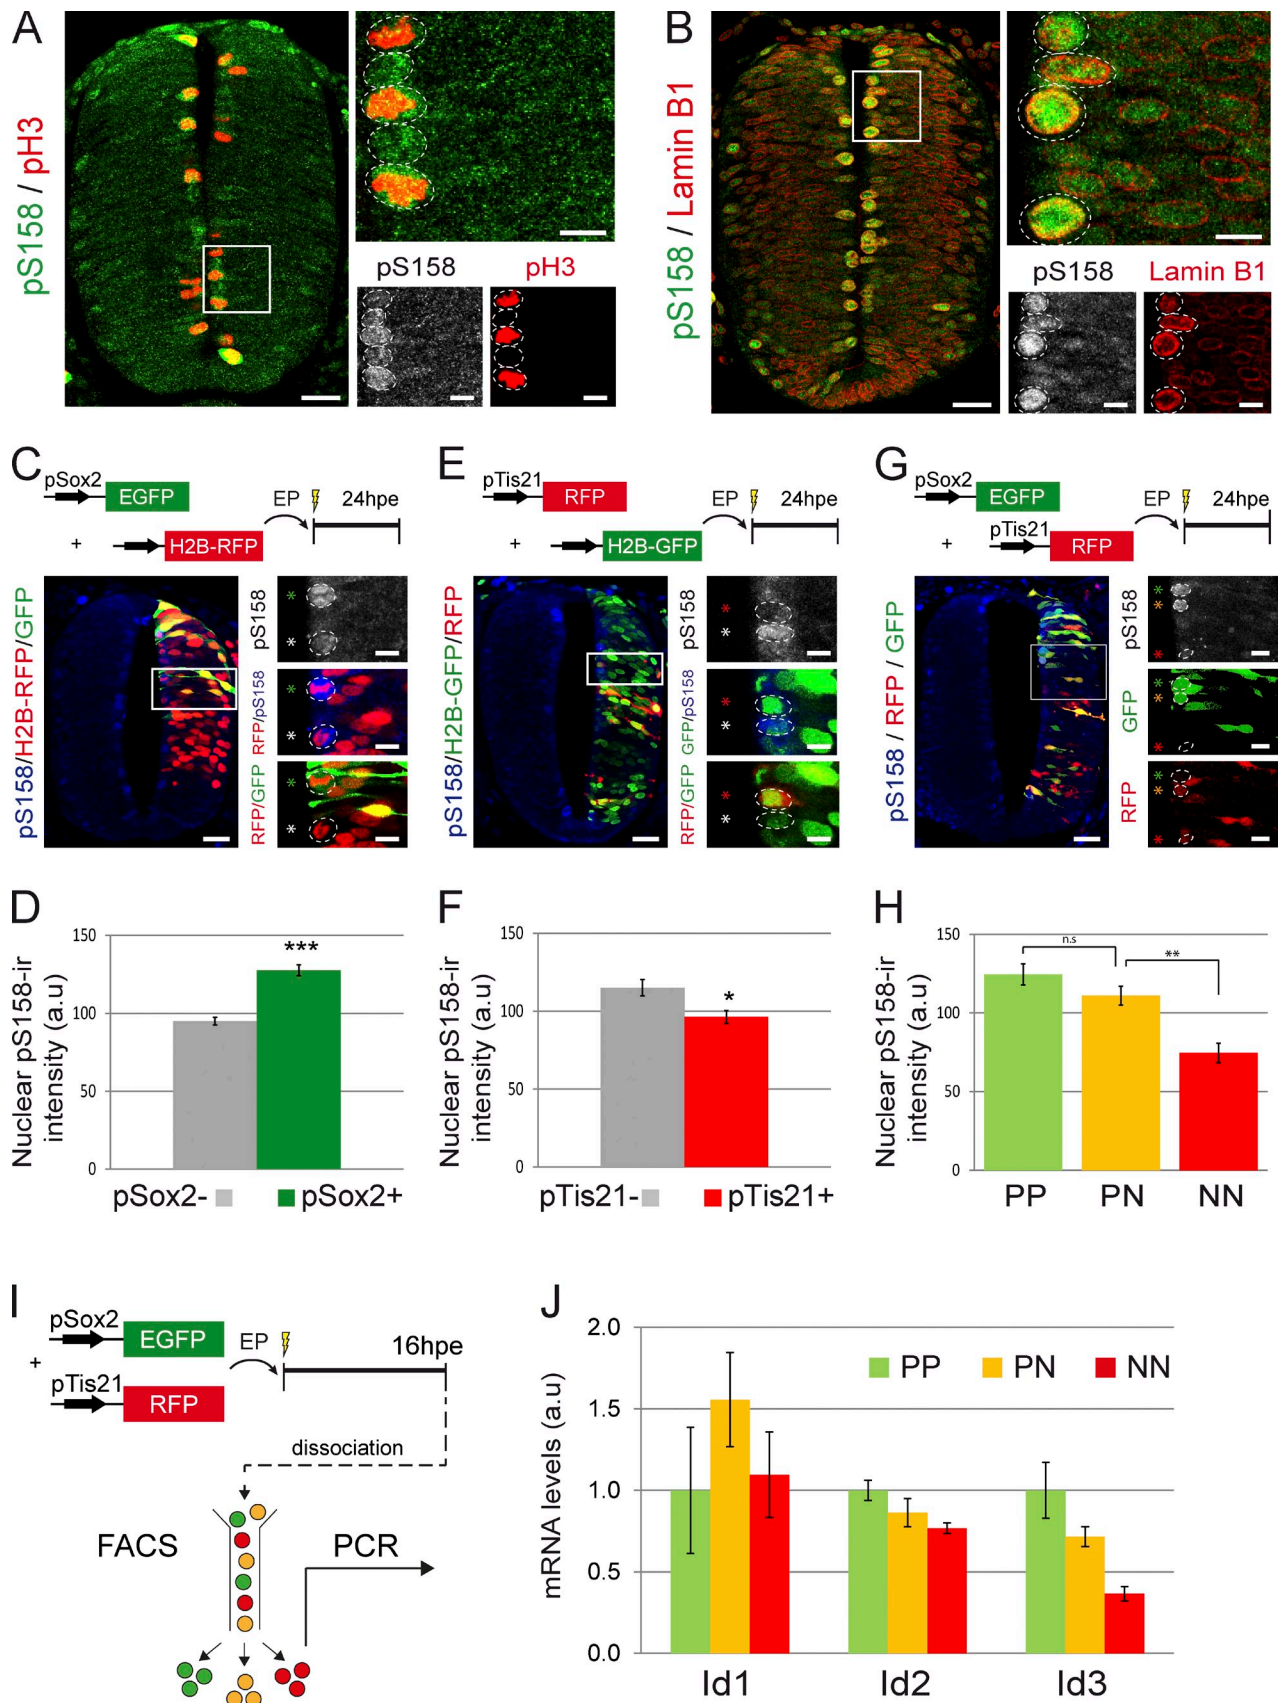 A
pS158 / pH3
pS158
pH3
B
pS158 / Lamin B1
pS158
Lamin B1
C
pSox2
EGFP
+
H2B-RFP
EP
24hpe
pS158/H2B-RFP/GFP
*
*
pS158
*
*
RFP/pS158
*
*
RFP/GFP
E
pTis21
RFP
+
H2B-GFP
EP
24hpe
pS158/H2B-GFP/RFP
*
*
pS158
*
*
GFP/pS158
*
*
RFP/GFP
G
pSox2
EGFP
+
pTis21
RFP
EP
24hpe
pS158 / RFP / GFP
*
*
*
pS158
*
*
*
GFP
*
*
*
RFP
D
Nuclear pS158-ir
intensity (a.u)
150
100
50
0
***
pSox2-
pSox2+
F
Nuclear pS158-ir
intensity (a.u)
150
100
50
0
*
pTis21-
pTis21+
H
Nuclear pS158-ir
intensity (a.u)
150
100
50
0
n.s
**
PP
PN
NN
I
pSox2
EGFP
+
pTis21
RFP
EP
16hpe
dissociation
FACS
PCR
J
mRNA levels (a.u)
2.0
1.5
1.0
0.5
0.0
PP
PN
NN
Id1
Id2
Id3